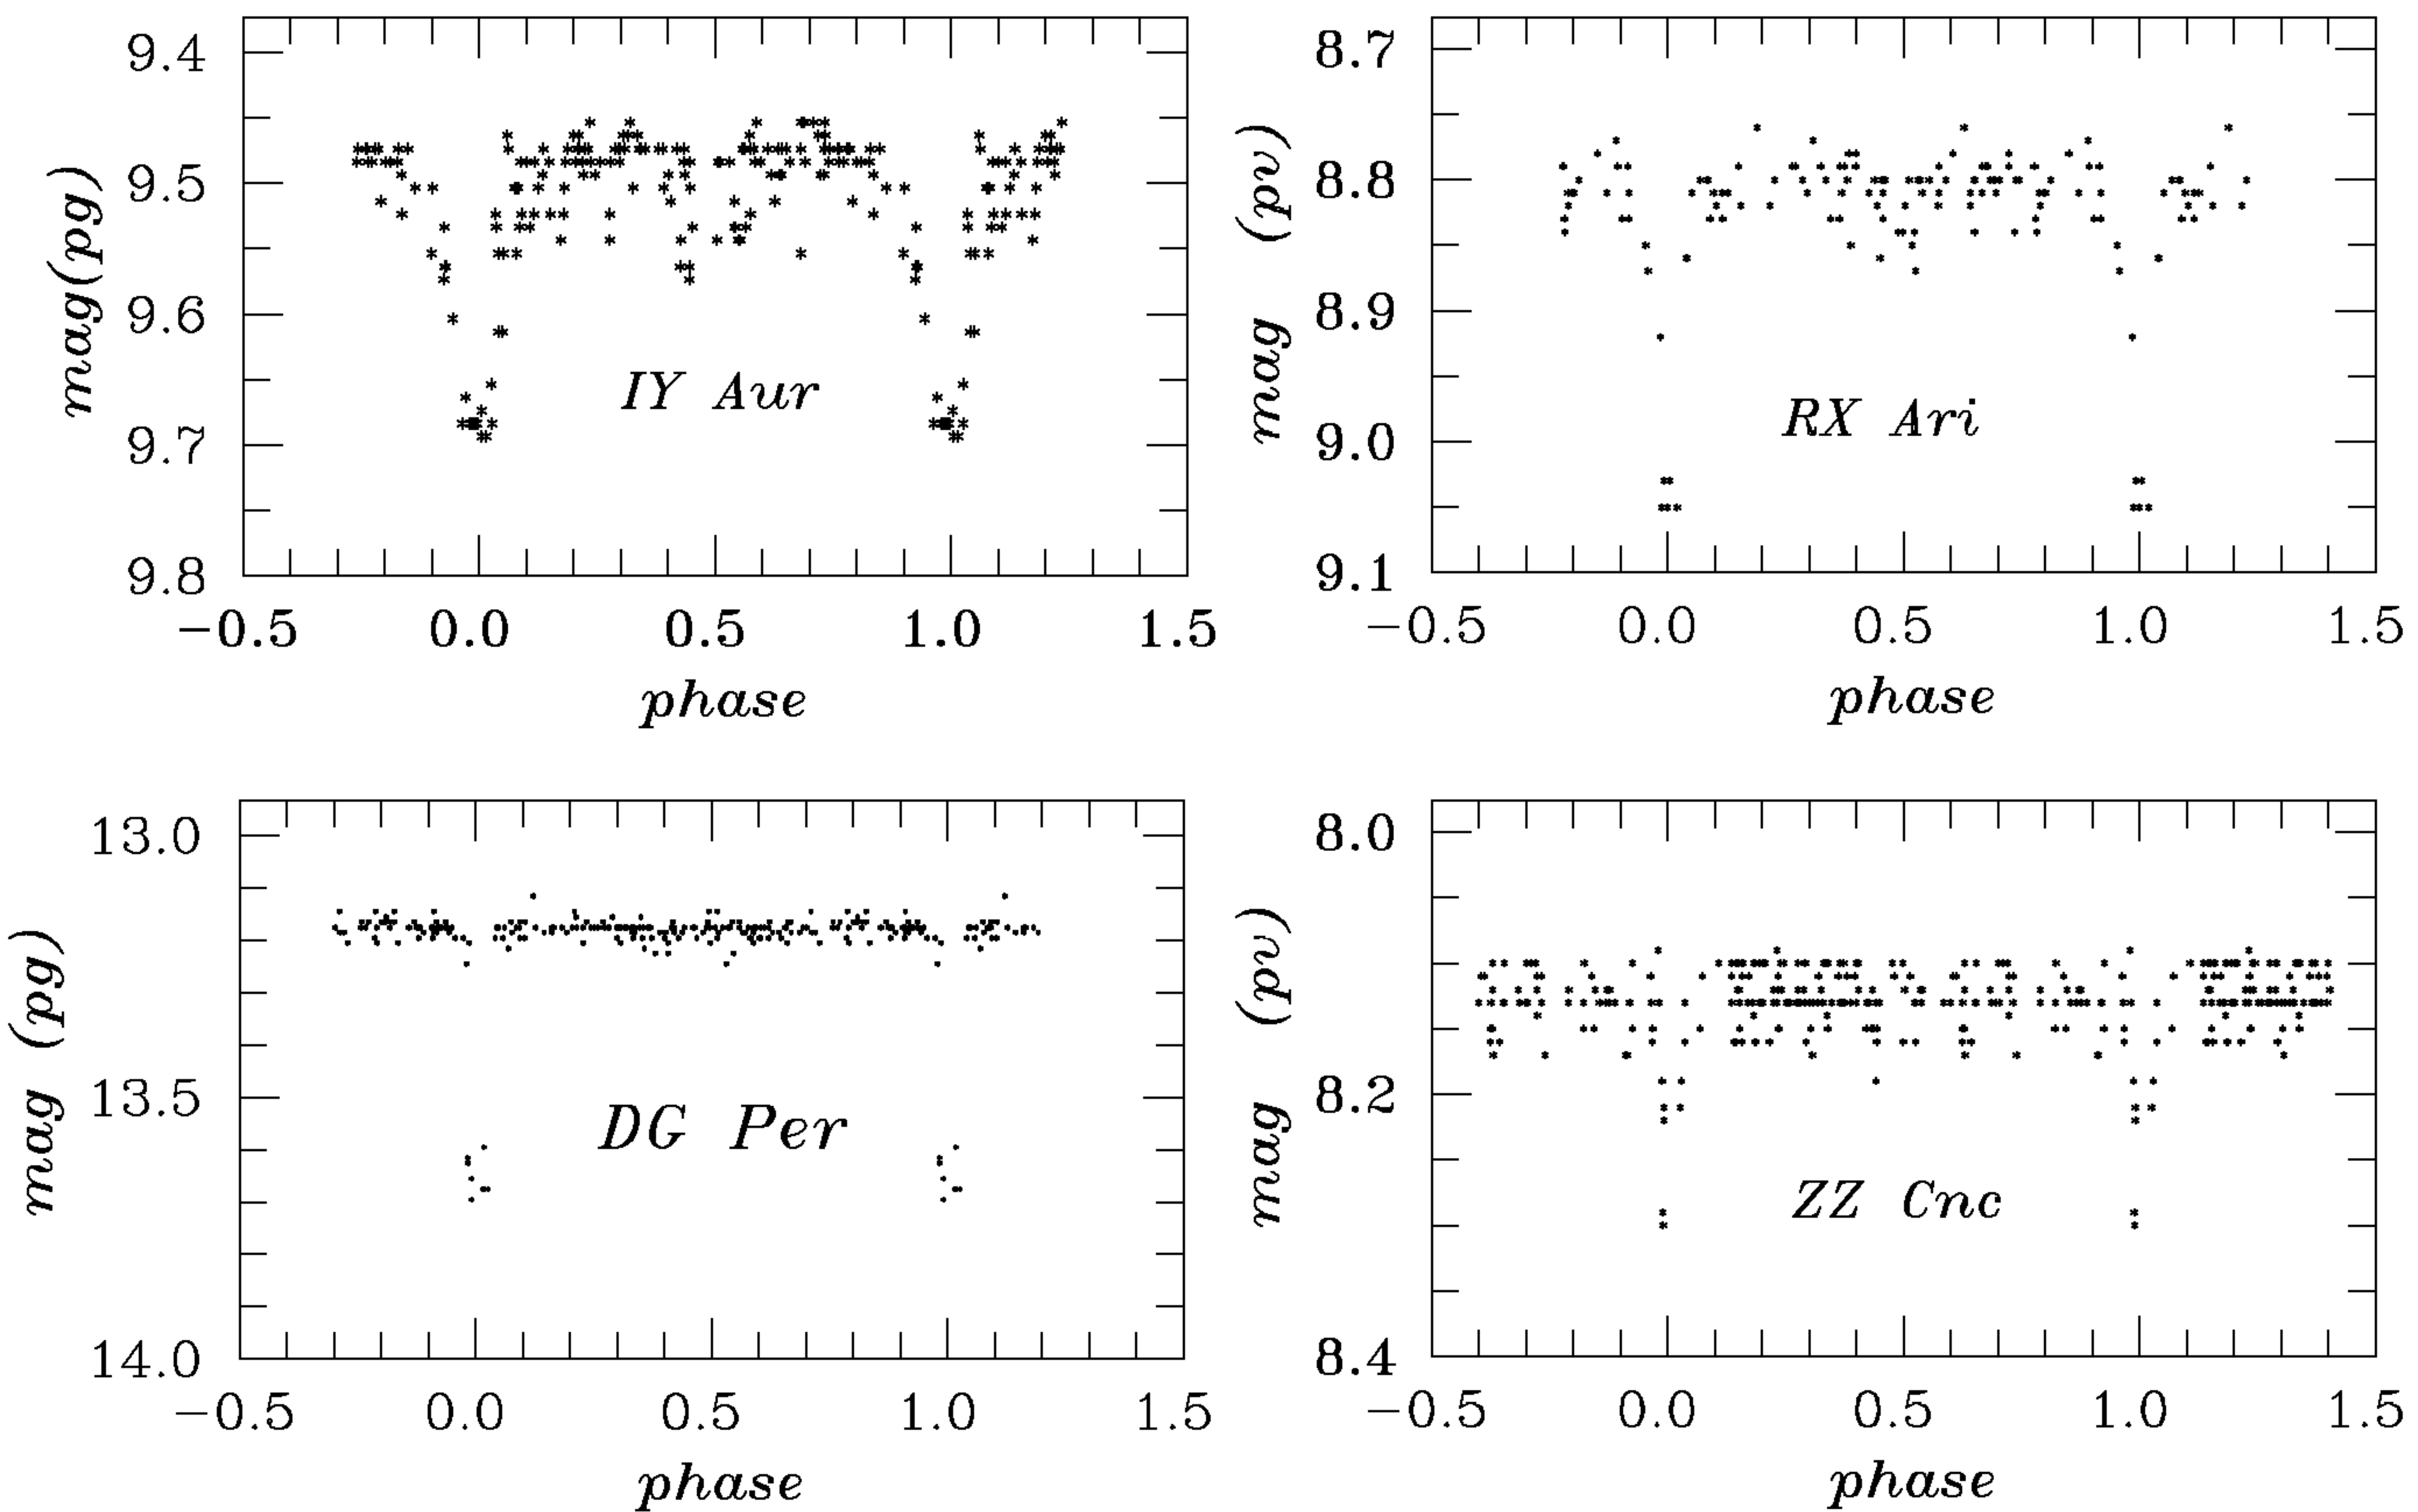 9.4
9.5
9.6
9.7
9.8
mag(pg)
IY Aur
−0.5 0.0 0.5 1.0 1.5
phase
8.7
8.8
8.9
9.0
9.1
mag (pv)
RX Ari
−0.5 0.0 0.5 1.0 1.5
phase
13.0
13.5
14.0
mag (pg)
DG Per
−0.5 0.0 0.5 1.0 1.5
phase
8.0
8.2
8.4
mag (pv)
ZZ Cnc
−0.5 0.0 0.5 1.0 1.5
phase